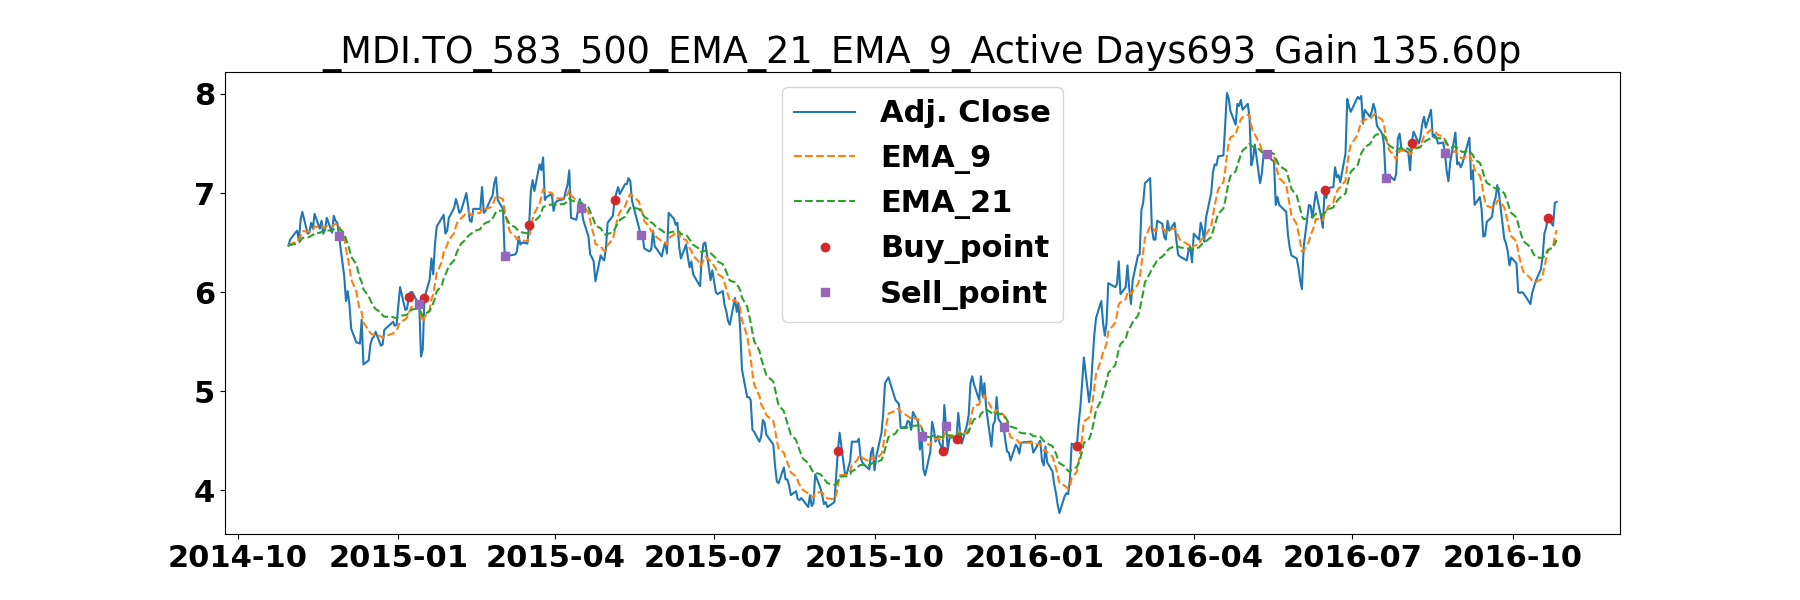 _MDI.TO_583_500_EMA_21_EMA_9_Active Days693_Gain 135.60p
8
7
6
5
4
Adj. Close
EMA_9
EMA_21
Buy_point
Sell_point
2014-10 2015-01 2015-04 2015-07 2015-10 2016-01 2016-04 2016-07 2016-10